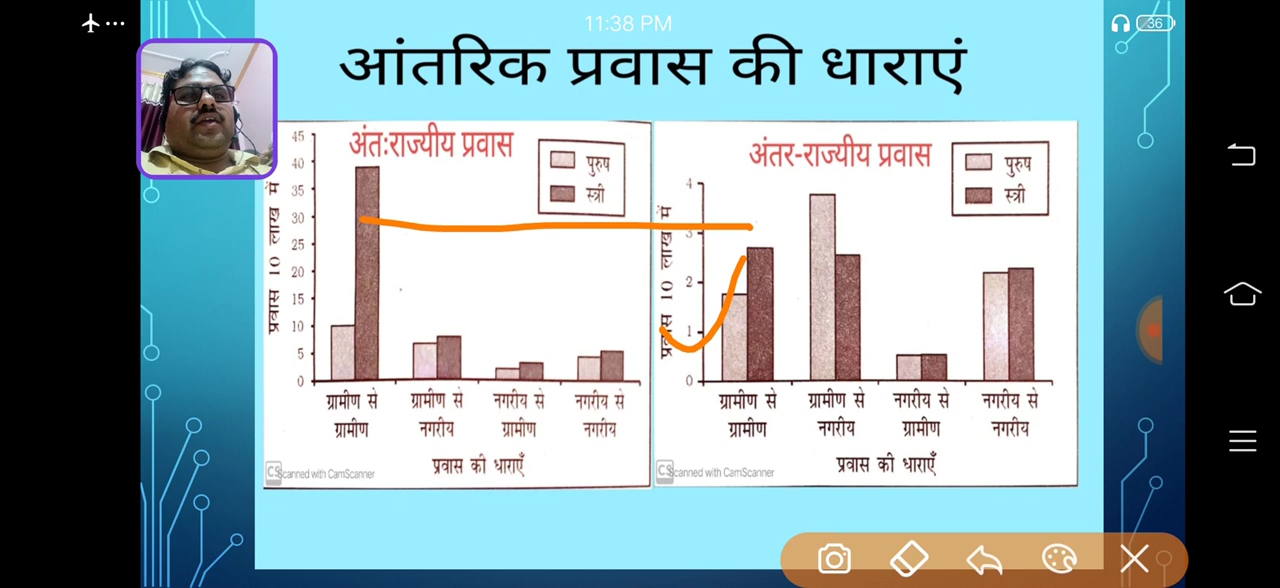 11:38 PM
36
आंतरिक प्रवास की धाराएं
अंतःराज्यीय प्रवास
पुरुष
स्त्री
प्रवास 10 लाख में
45
40
35
30
25
20
15
10
5
0
ग्रामीण से
ग्रामीण
ग्रामीण से
नगरीय
नगरीय से
ग्रामीण
नगरीय से
नगरीय
प्रवास की धाराएँ
CS Scanned with CamScanner
अंतर-राज्यीय प्रवास
पुरुष
स्त्री
प्रवास 10 लाख में
4
3
2
1
0
ग्रामीण से
ग्रामीण
ग्रामीण से
नगरीय
नगरीय से
ग्रामीण
नगरीय से
नगरीय
प्रवास की धाराएँ
CS Scanned with CamScanner